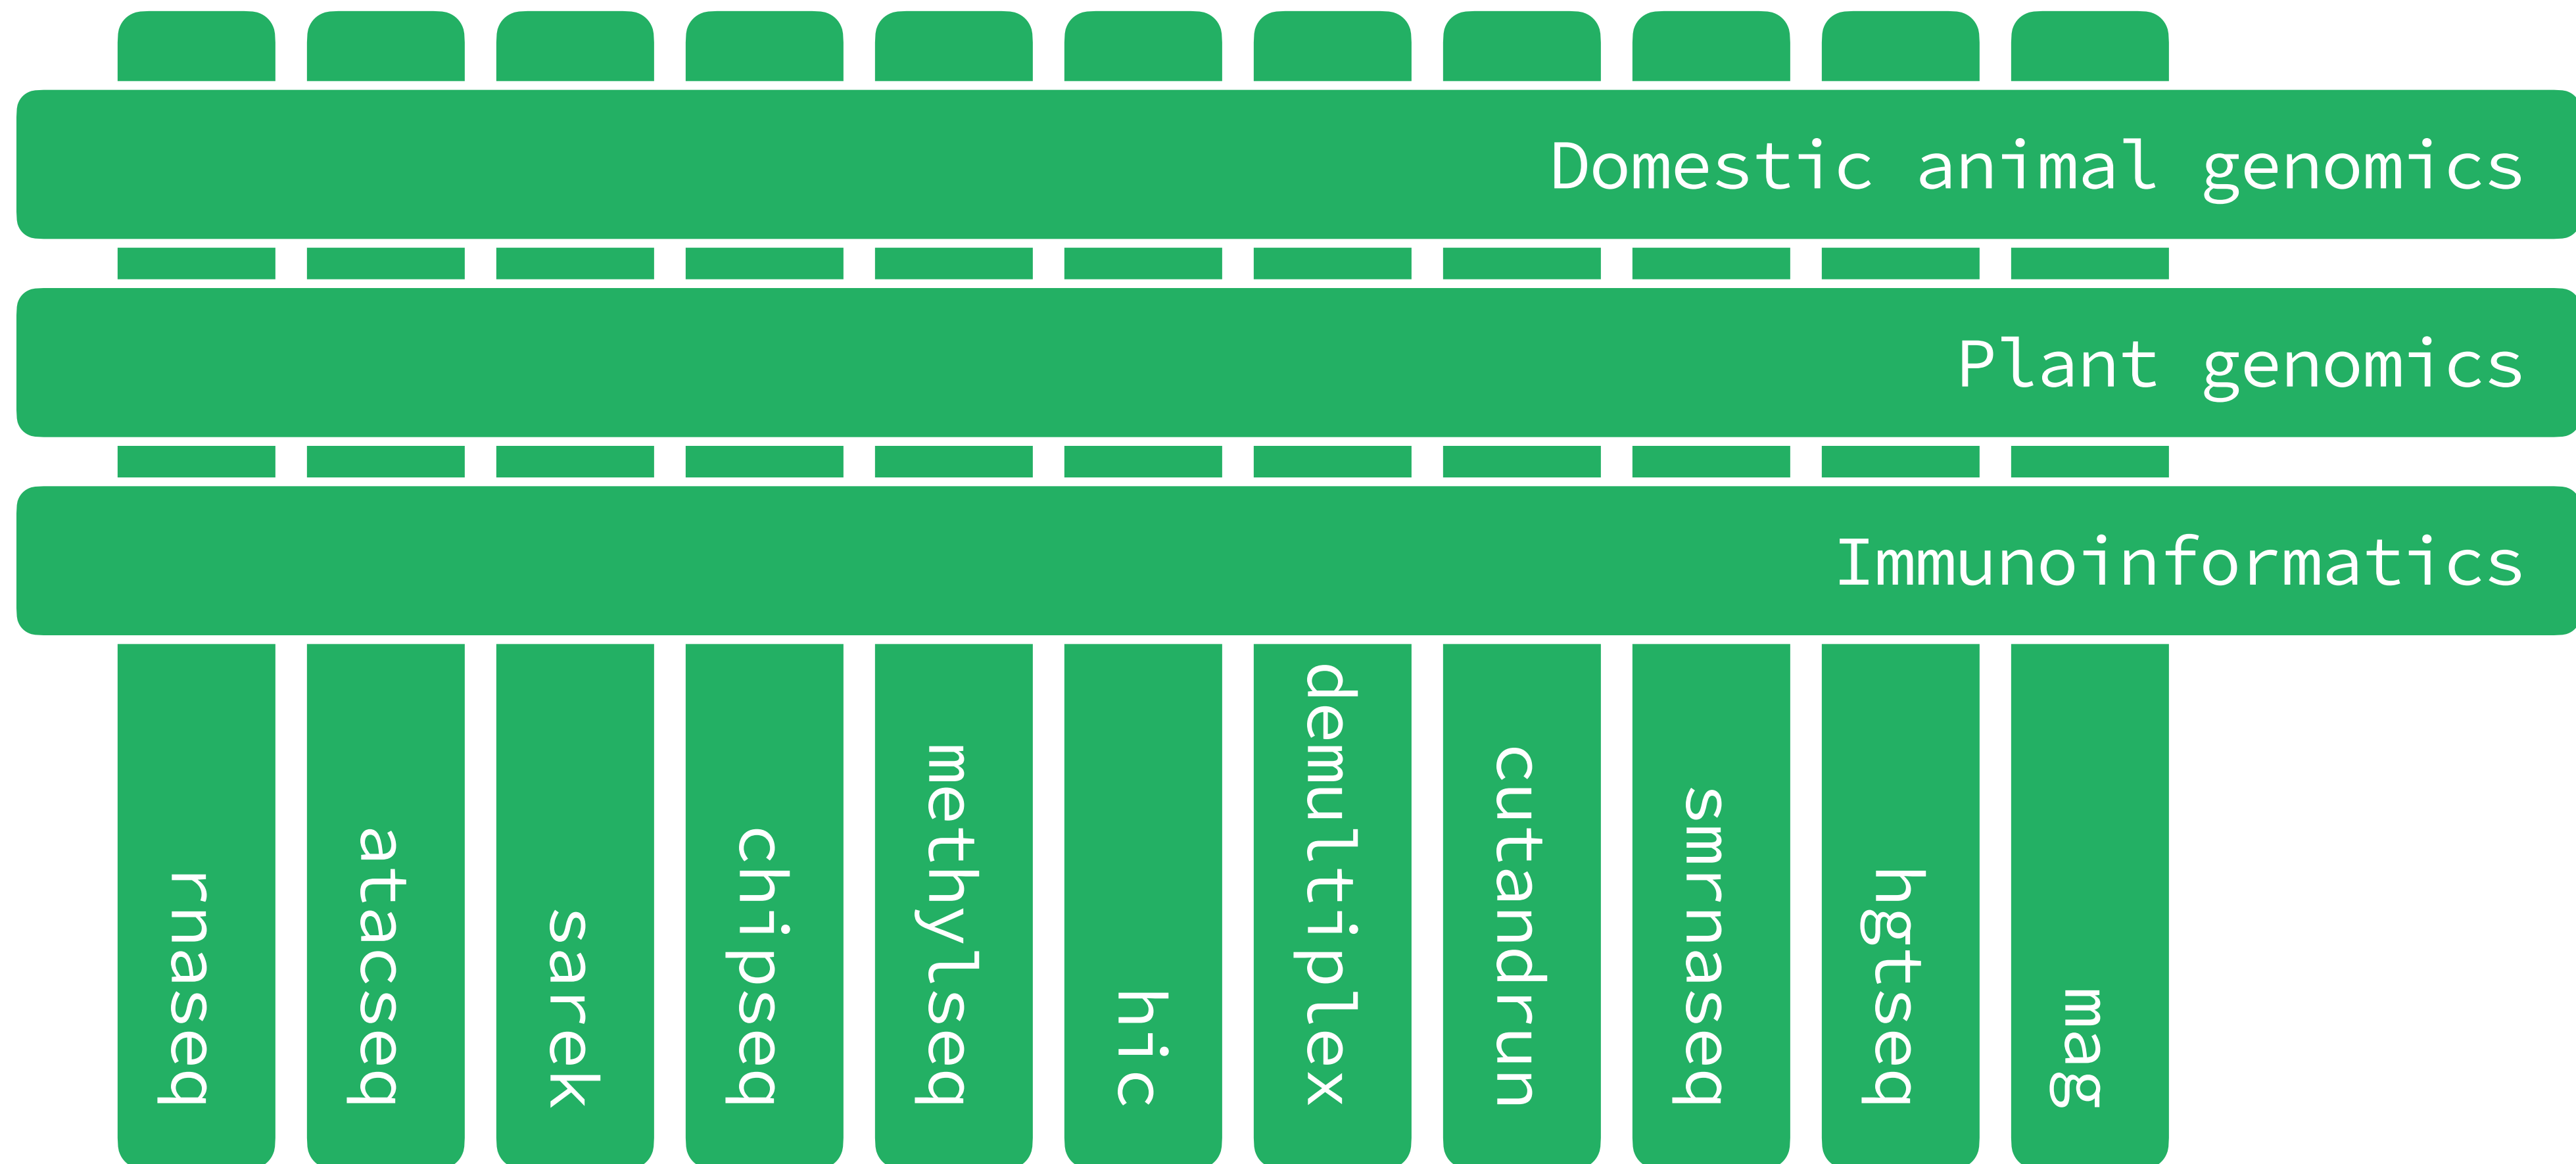 Domestic animal genomics
Plant genomics
Immunoinformatics
rnaseq
atacseq
sarek
chipseq
methylseq
hic
demultiplex
cutandrun
smrnaseq
hgtseq
mag